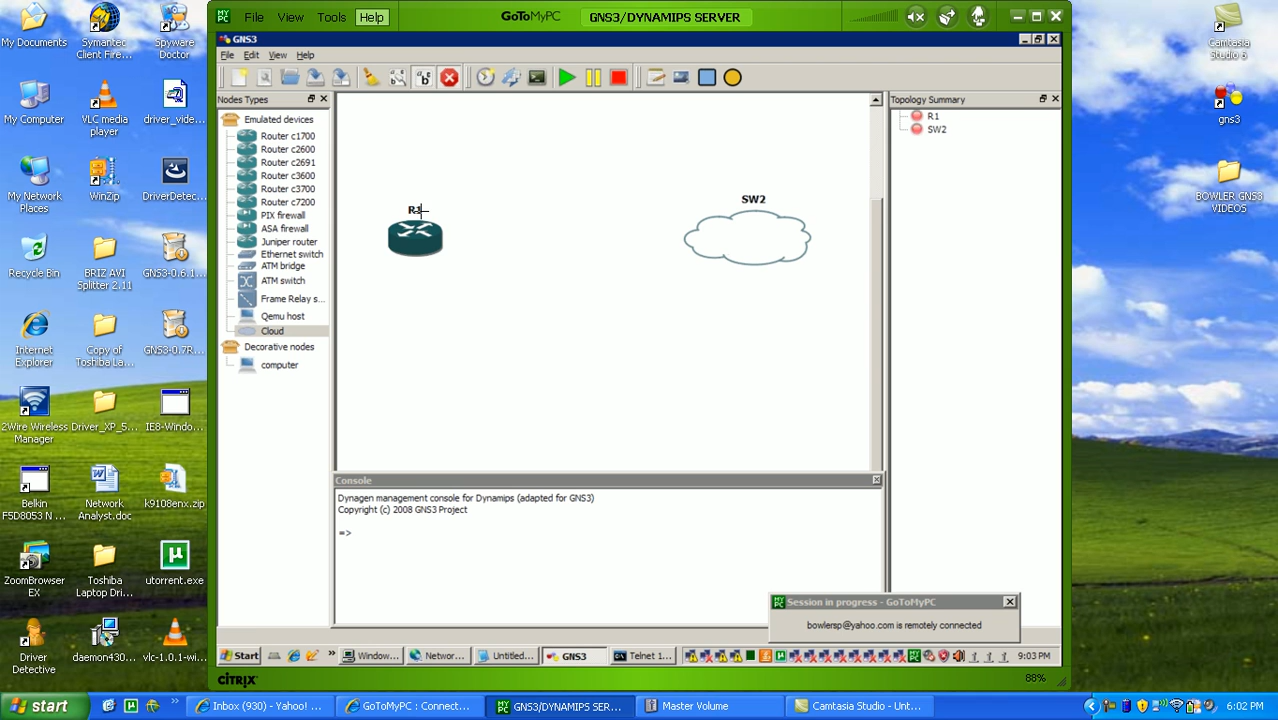 My Documents
Symantec
Client Fire...
Spyware
Doctor
My Computer
VLC media
player
driver_vide...
My Network
Places
WinZip
DriverDetec...
Recycle Bin
BRIZ AVI
Splitter 2.11
GNS3-0.6.1...
Internet
Explorer
Copy of
Toshiba La...
GNS3-0.7R...
2Wire Wireless
Manager
Driver_XP_5...
IE8-Windo...
Belkin
F5D8053 N ...
Network
Analyst.doc
k9108enx.zip
ZoomBrowser
EX
Toshiba
Laptop Dri...
utorrent.exe
Driver
Detective
daemon430...
vlc-1.0.1-wi...
MY
PC
File
View
Tools
Help
GoToMyPC
GNS3/DYNAMIPS SERVER
GNS3
File
Edit
View
Help
Nodes Types
Emulated devices
Router c1700
Router c2600
Router c2691
Router c3600
Router c3700
Router c7200
PIX firewall
ASA firewall
Juniper router
Ethernet switch
ATM bridge
ATM switch
Frame Relay s...
Qemu host
Cloud
Decorative nodes
computer
R1
SW2
Topology Summary
R1
SW2
Console
Dynagen management console for Dynamips (adapted for GNS3)
Copyright (c) 2008 GNS3 Project
=>
Session in progress - GoToMyPC
bowlersp@yahoo.com is remotely connected
Start
Window...
Networ...
Untitled...
GNS3
Telnet 1...
9:03 PM
CITRIX
88%
Camtasia
Studio 6
gns3
BOWLER GNS3
VIDEOS
start
Inbox (930) - Yahoo! ...
GoToMyPC : Connect...
GNS3/DYNAMIPS SER...
Master Volume
Camtasia Studio - Unt...
6:02 PM